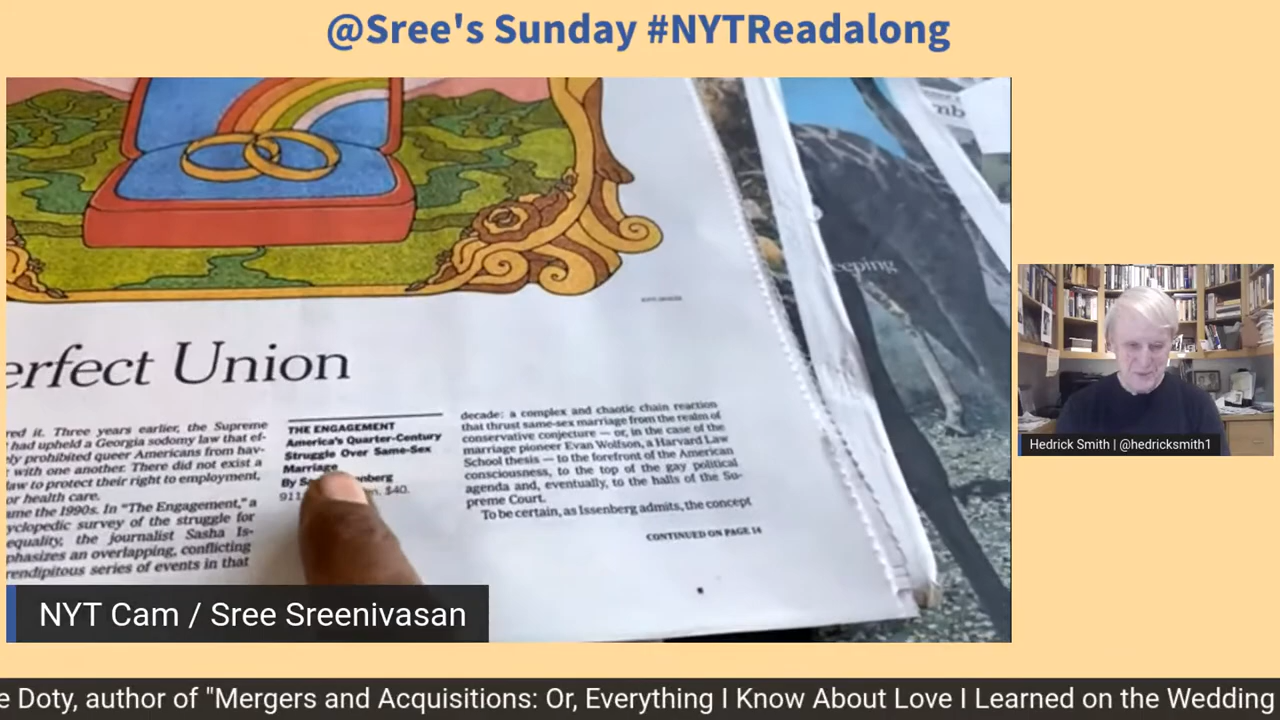 @Sree's Sunday #NYTReadalong
mb
eeping
erfect Union
red it. Three years earlier, the Supreme
had upheld a Georgia sodomy law that ef-
ly prohibited queer Americans from hav-
with one another. There did not exist a
law to protect their right to employment,
or health care.
ame the 1990s. In "The Engagement," a
yclopedic survey of the struggle for
equality, the journalist Sasha Is-
phasizes an overlapping, conflicting
rendipitous series of events in that
THE ENGAGEMENT
America's Quarter-Century
Struggle Over Same-Sex
Marriage
By Sa nberg
911 n. $40.
decade: a complex and chaotic chain reaction
that thrust same-sex marriage from the realm of
conservative conjecture — or, in the case of the
marriage pioneer Evan Wolfson, a Harvard Law
School thesis — to the forefront of the American
consciousness, to the top of the gay political
agenda and, eventually, to the halls of the Su-
preme Court.
To be certain, as Issenberg admits, the concept
CONTINUED ON PAGE 14
Hedrick Smith | @hedricksmith1
NYT Cam / Sree Sreenivasan
e Doty, author of "Mergers and Acquisitions: Or, Everything I Know About Love I Learned on the Wedding